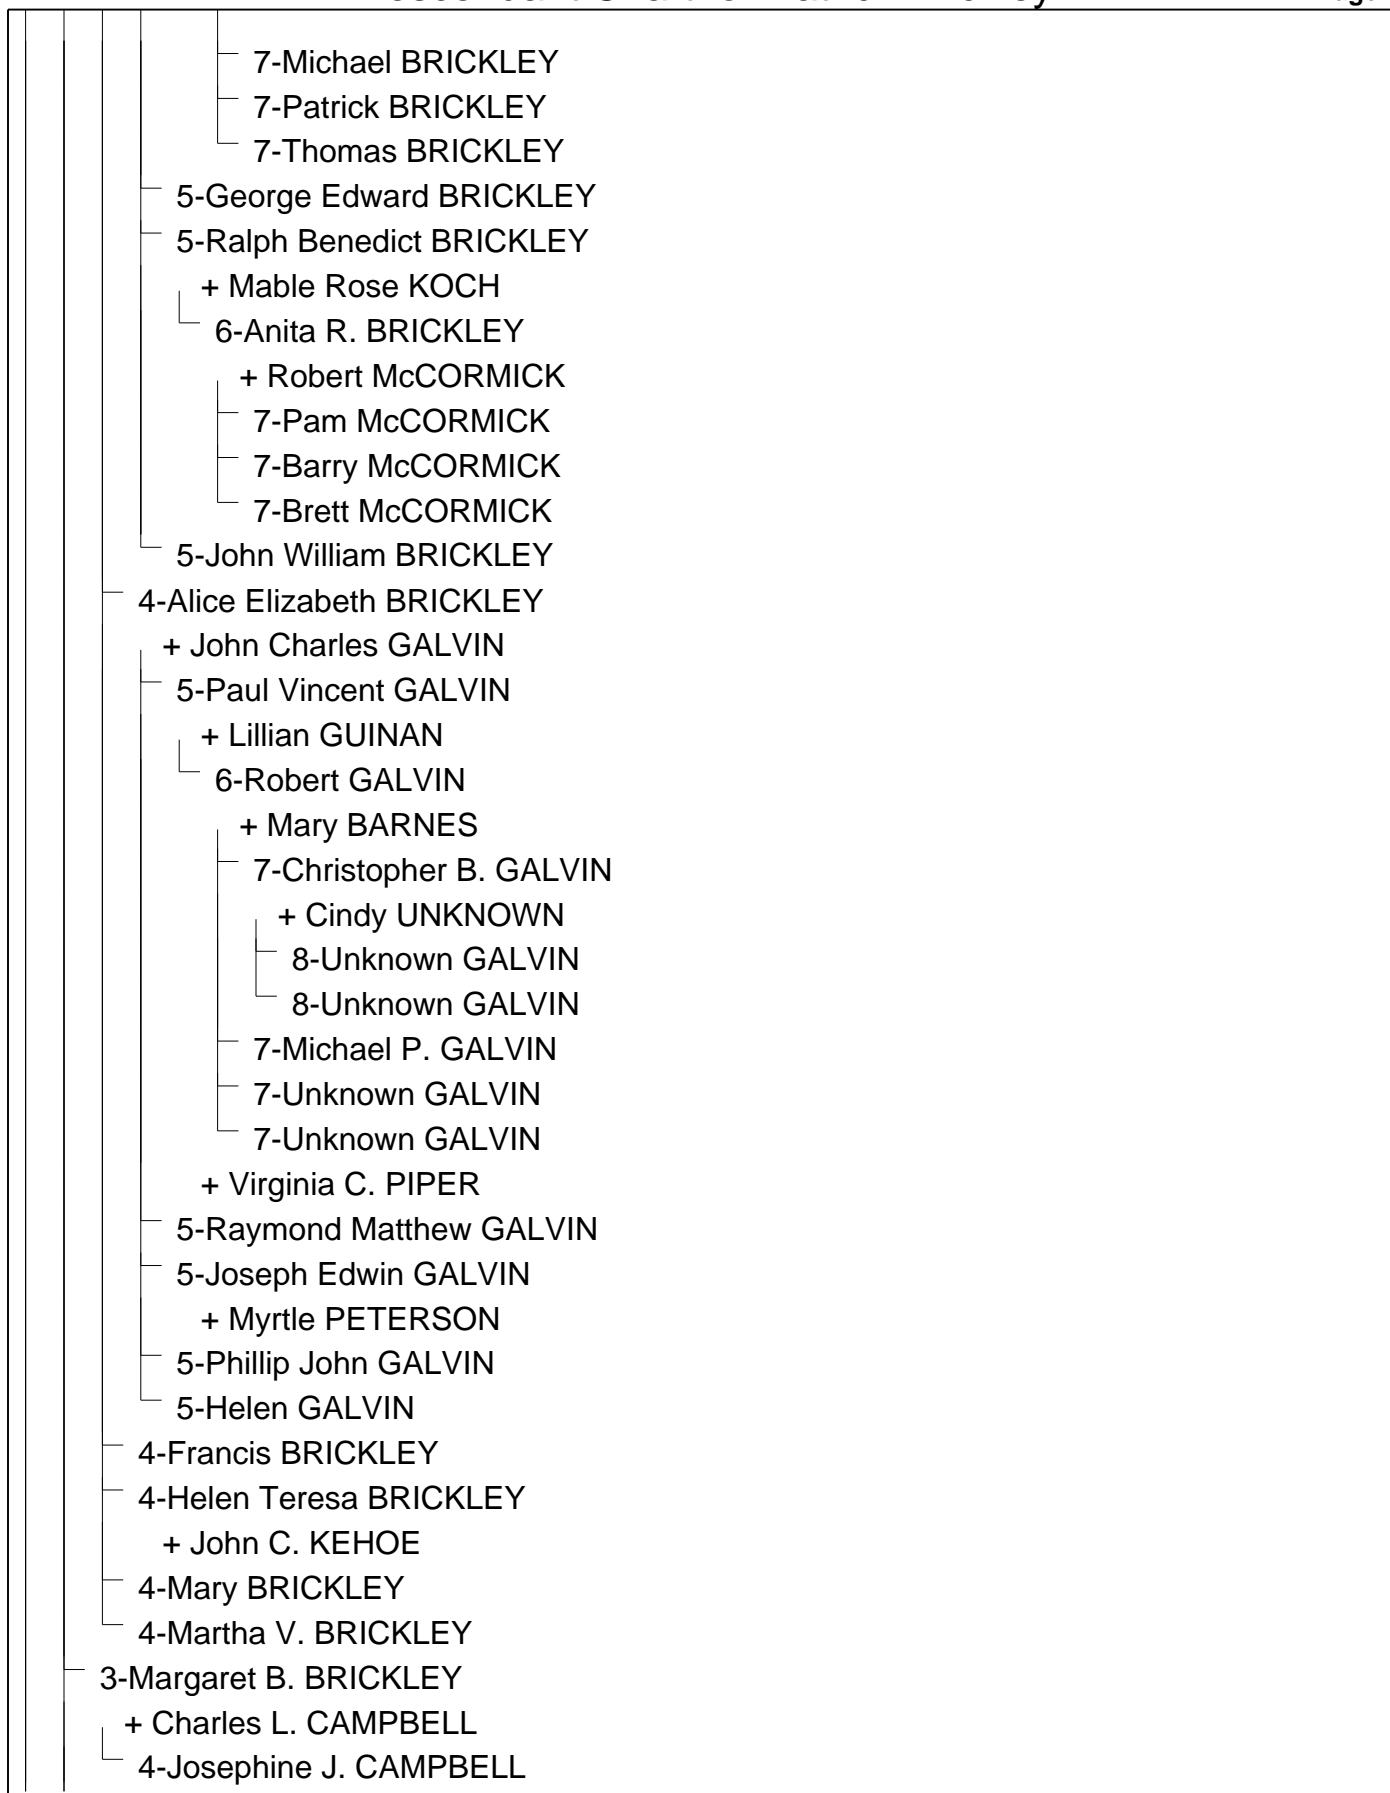 7-Michael BRICKLEY
7-Patrick BRICKLEY
7-Thomas BRICKLEY
5-George Edward BRICKLEY
5-Ralph Benedict BRICKLEY
+ Mable Rose KOCH
6-Anita R. BRICKLEY
+ Robert McCORMICK
7-Pam McCORMICK
7-Barry McCORMICK
7-Brett McCORMICK
5-John William BRICKLEY
4-Alice Elizabeth BRICKLEY
+ John Charles GALVIN
5-Paul Vincent GALVIN
+ Lillian GUINAN
6-Robert GALVIN
+ Mary BARNES
7-Christopher B. GALVIN
+ Cindy UNKNOWN
8-Unknown GALVIN
8-Unknown GALVIN
7-Michael P. GALVIN
7-Unknown GALVIN
7-Unknown GALVIN
+ Virginia C. PIPER
5-Raymond Matthew GALVIN
5-Joseph Edwin GALVIN
+ Myrtle PETERSON
5-Phillip John GALVIN
5-Helen GALVIN
4-Francis BRICKLEY
4-Helen Teresa BRICKLEY
+ John C. KEHOE
4-Mary BRICKLEY
4-Martha V. BRICKLEY
3-Margaret B. BRICKLEY
+ Charles L. CAMPBELL
4-Josephine J. CAMPBELL